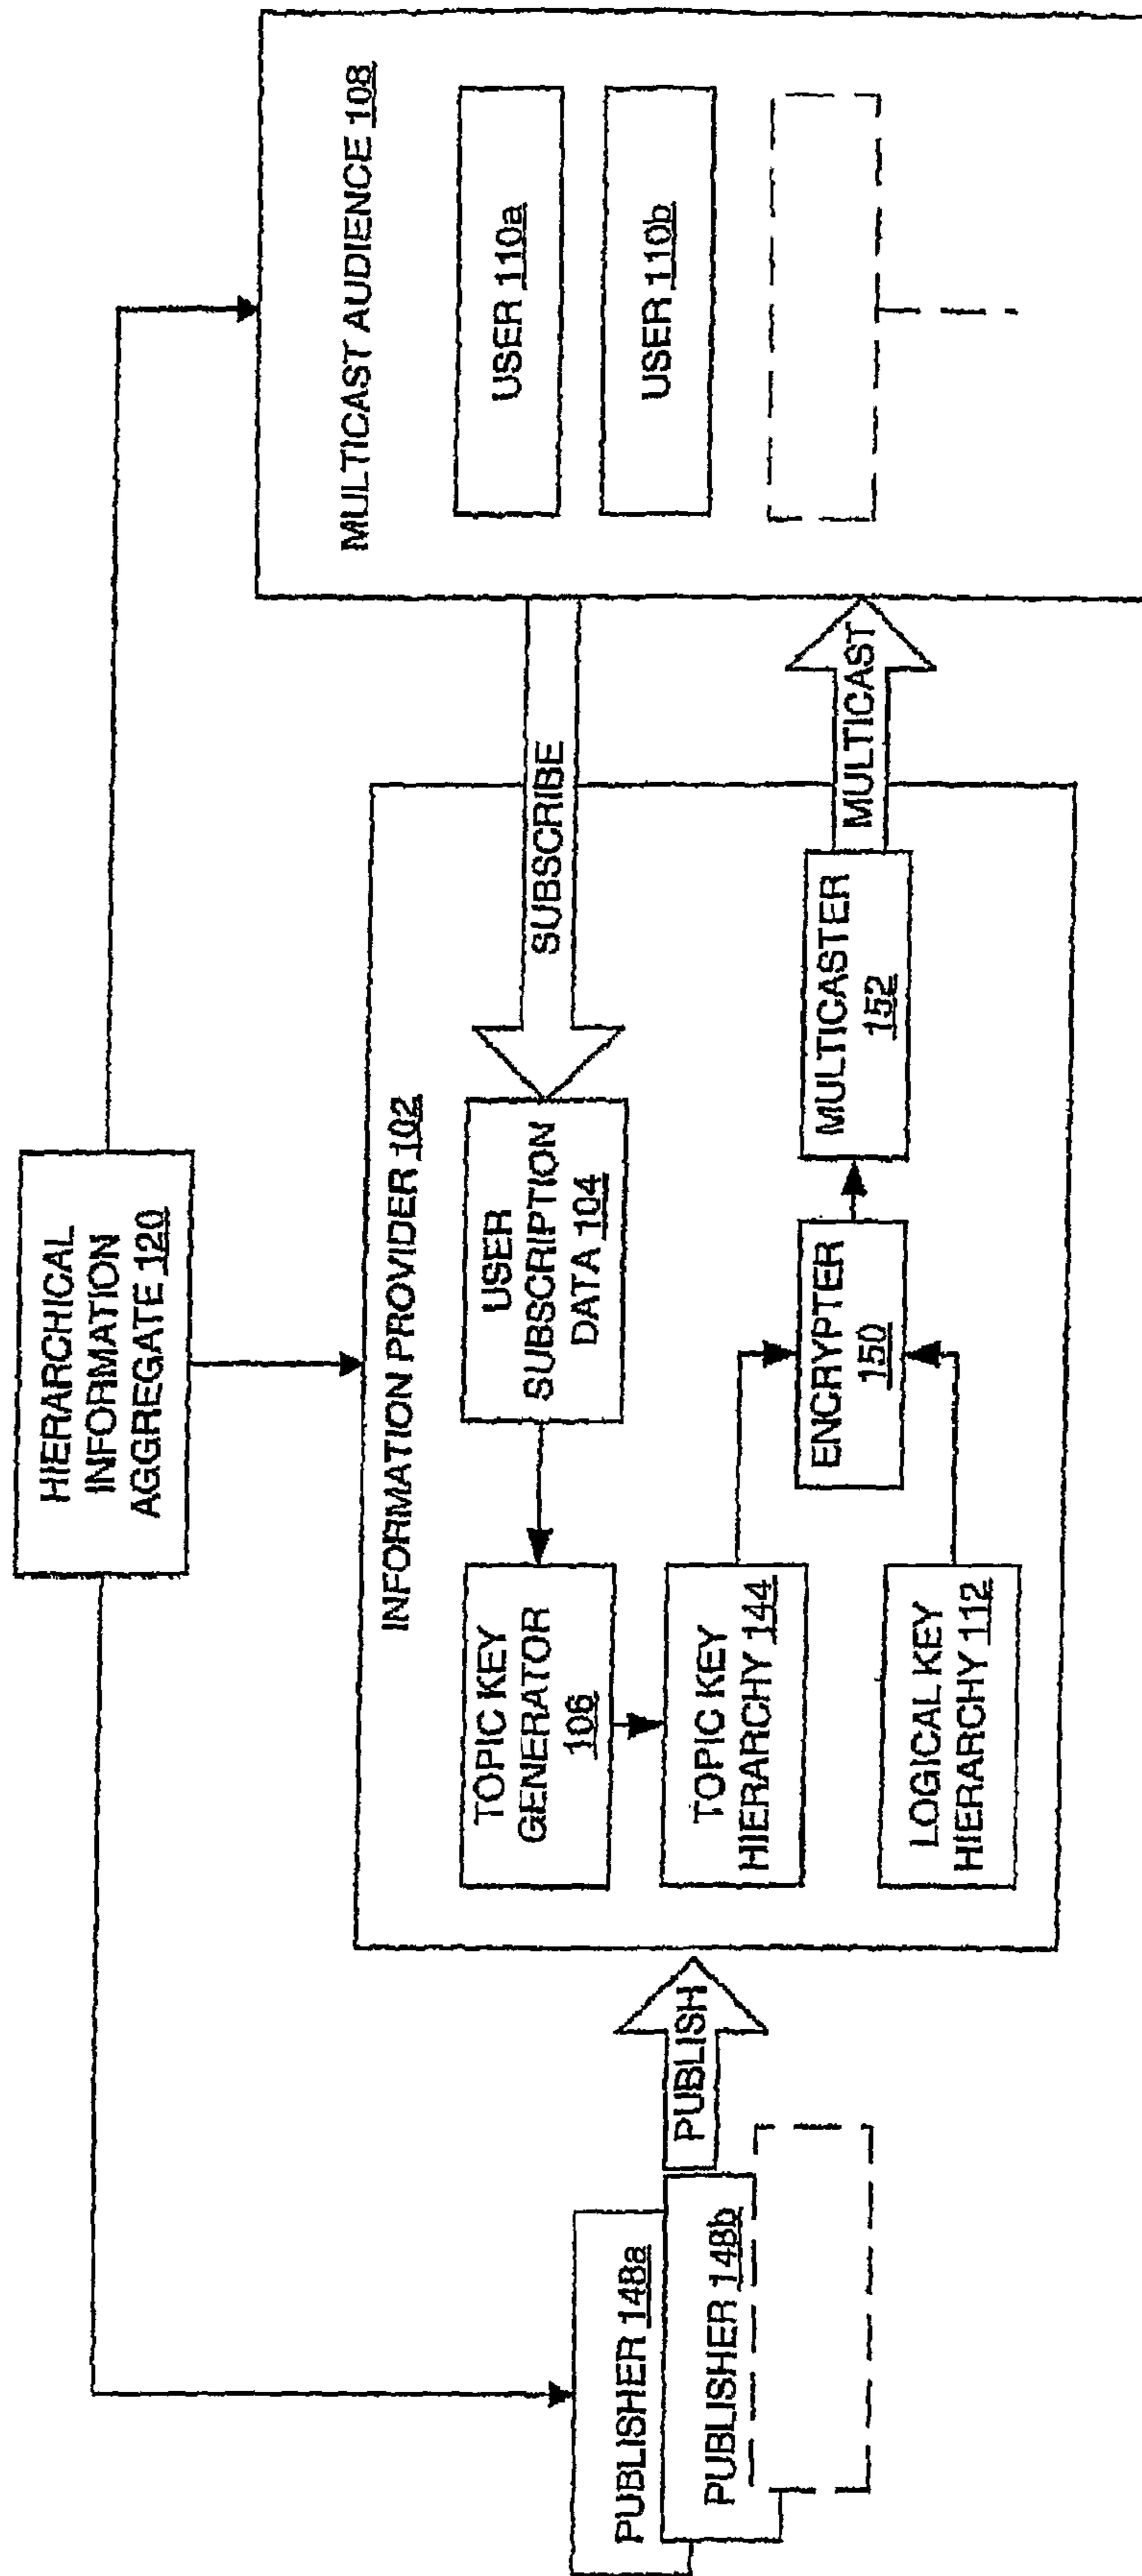 HIERARCHICAL
INFORMATION
AGGREGATE 120
PUBLISHER 148a
PUBLISHER 148b
PUBLISH
INFORMATION PROVIDER 102
TOPIC KEY
GENERATOR
106
USER
SUBSCRIPTION
DATA 104
TOPIC KEY
HIERARCHY 144
LOGICAL KEY
HIERARCHY 112
ENCRYPTER
150
MULTICASTER
152
SUBSCRIBE
MULTICAST
MULTICAST AUDIENCE 108
USER 110a
USER 110b